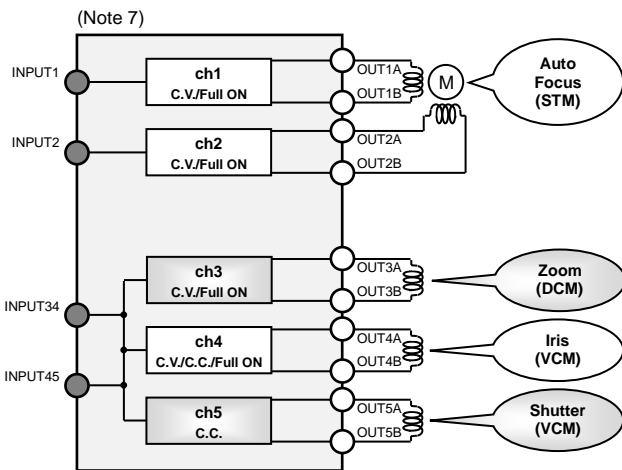 (Note 7)
INPUT1
ch1
C.V./Full ON
OUT1A
OUT1B
M
Auto
Focus
(STM)
INPUT2
ch2
C.V./Full ON
OUT2A
OUT2B
INPUT34
ch3
C.V./Full ON
OUT3A
OUT3B
Zoom
(DCM)
ch4
C.V./C.C./Full ON
OUT4A
OUT4B
Iris
(VCM)
INPUT45
ch5
C.C.
OUT5A
OUT5B
Shutter
(VCM)